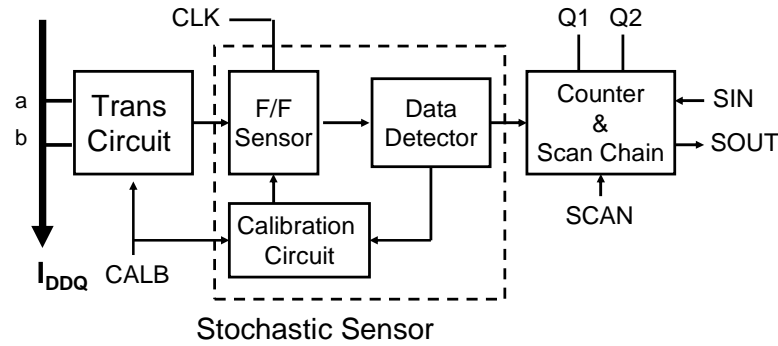 CLK
Q1
Q2
a
b
Trans
Circuit
F/F
Sensor
Data
Detector
Counter
&
Scan Chain
SIN
SOUT
SCAN
Calibration
Circuit
CALB
IDDQ
Stochastic Sensor